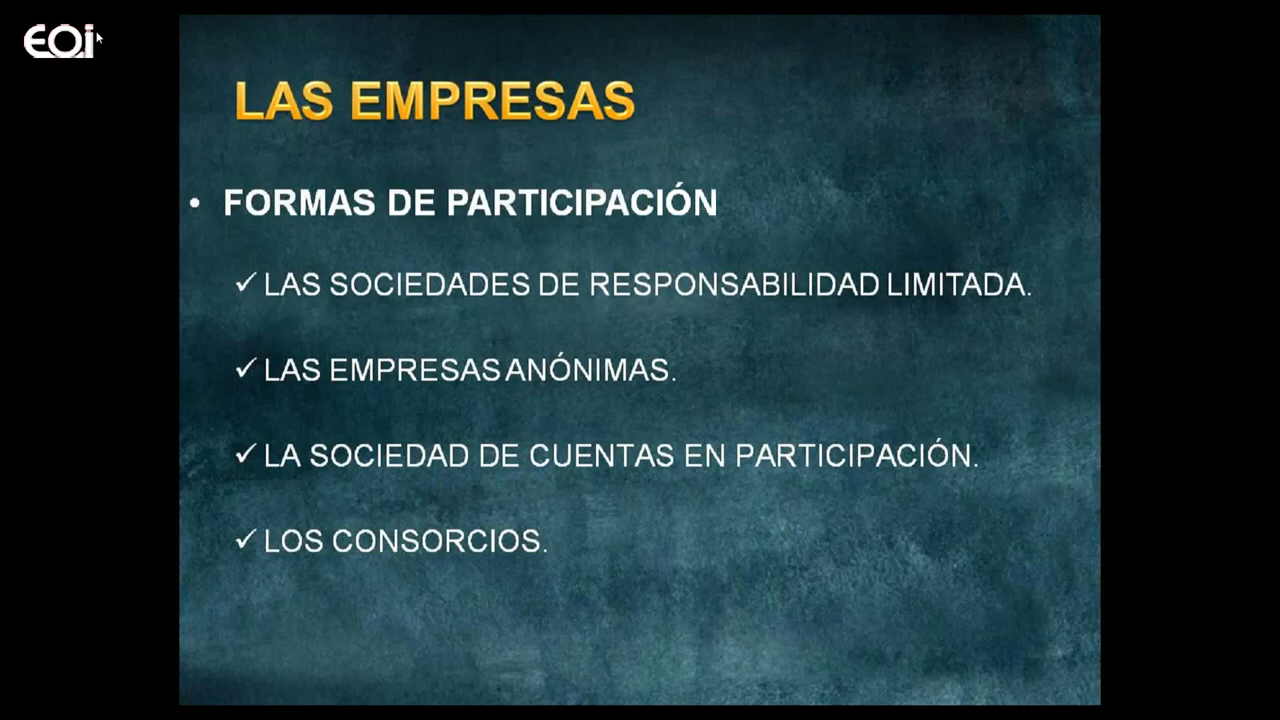 EOi
LAS EMPRESAS
• FORMAS DE PARTICIPACIÓN
✓ LAS SOCIEDADES DE RESPONSABILIDAD LIMITADA.
✓ LAS EMPRESAS ANÓNIMAS.
✓ LA SOCIEDAD DE CUENTAS EN PARTICIPACIÓN.
✓ LOS CONSORCIOS.